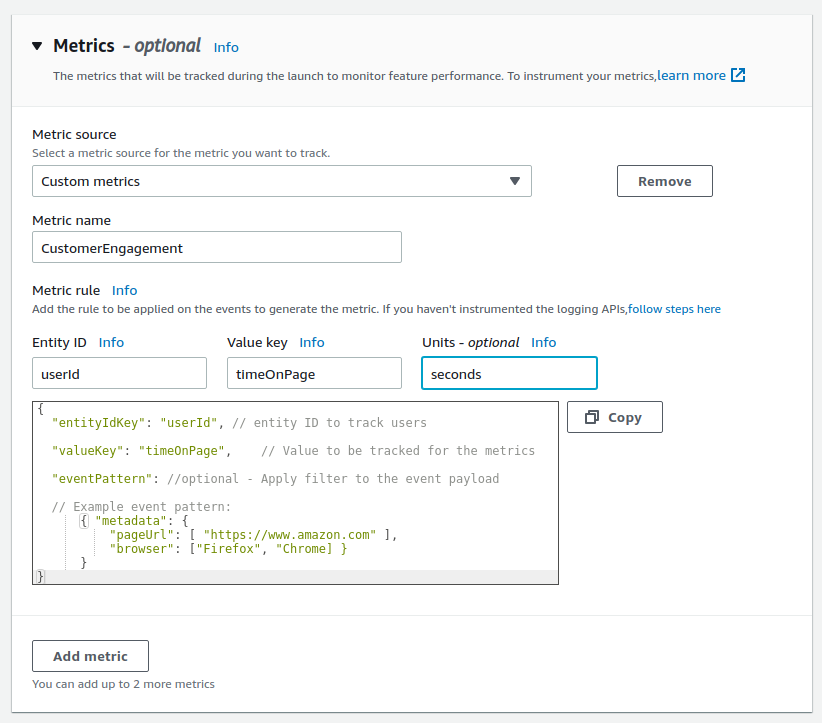 Metrics - optional Info
The metrics that will be tracked during the launch to monitor feature performance. To instrument your metrics,learn more
Metric source
Select a metric source for the metric you want to track.
Custom metrics
Remove
Metric name
CustomerEngagement
Metric rule Info
Add the rule to be applied on the events to generate the metric. If you haven't instrumented the logging APIs,follow steps here
Entity ID Info Value key Info Units - optional Info
userId timeOnPage seconds
{
"entityIdKey": "userId", // entity ID to track users
"valueKey": "timeOnPage", // Value to be tracked for the metrics
"eventPattern": //optional - Apply filter to the event payload
// Example event pattern:
{ "metadata": {
"pageUrl": [ "https://www.amazon.com" ],
"browser": ["Firefox", "Chrome] }
}
}
Copy
Add metric
You can add up to 2 more metrics